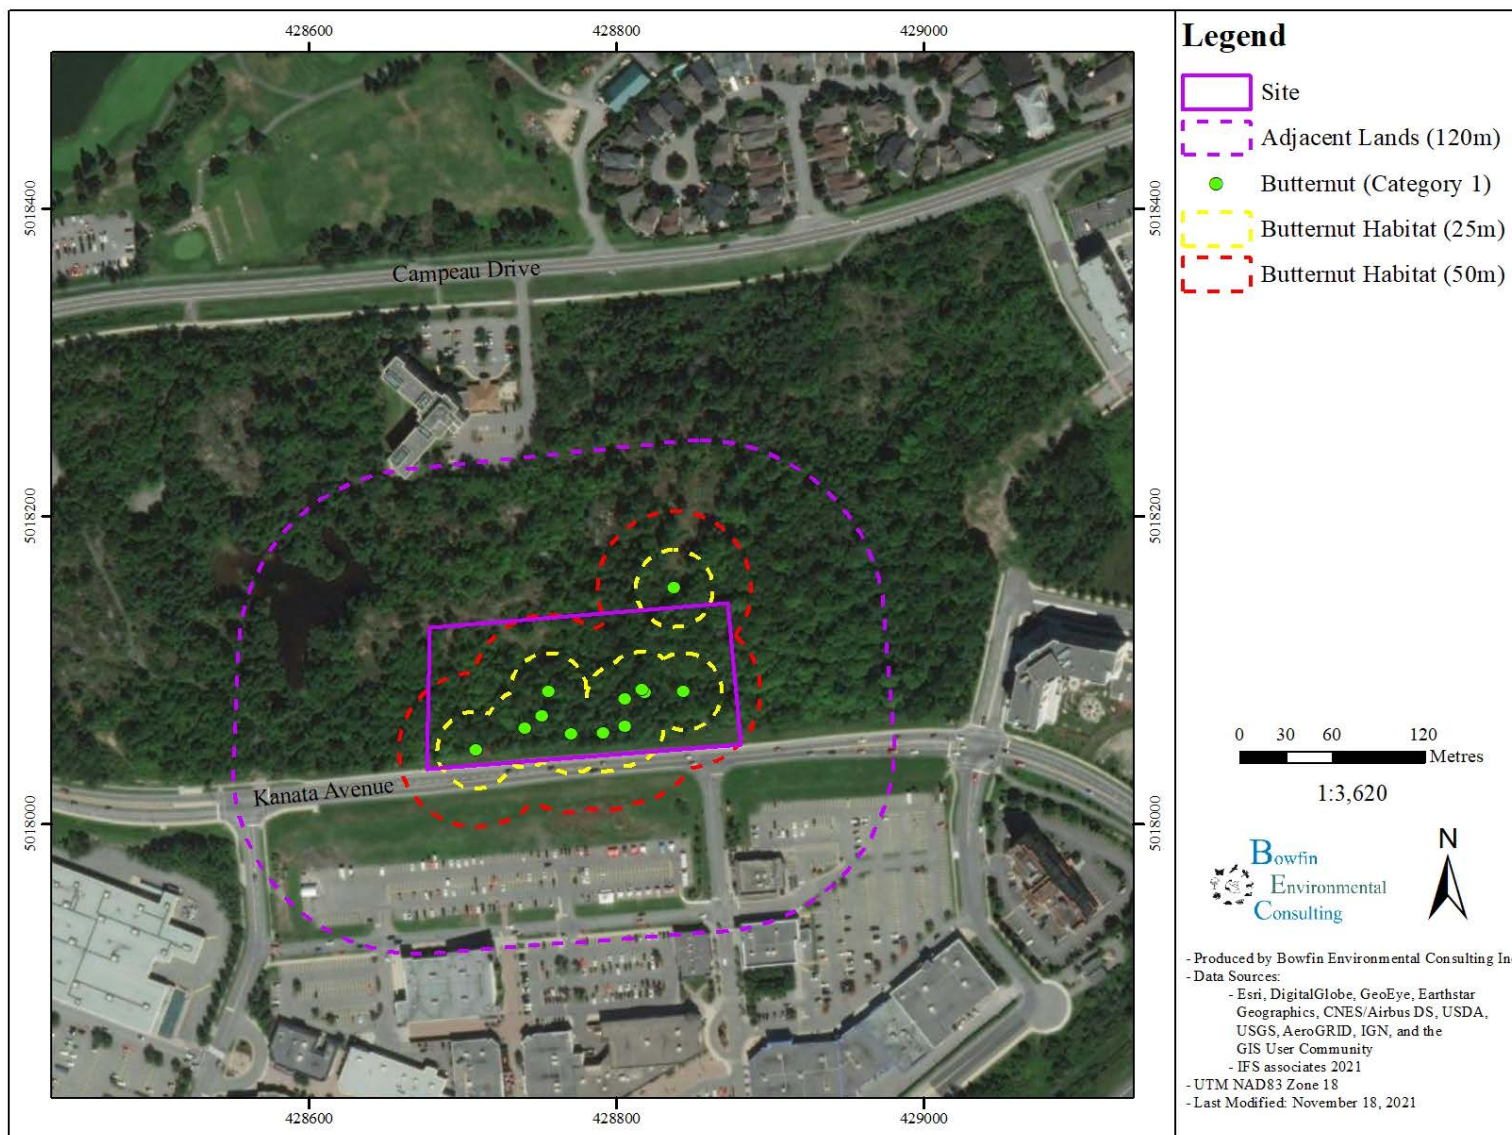 428600
428800
429000
Legend
Site
Adjacent Lands (120m)
Butternut (Category 1)
Butternut Habitat (25m)
Butternut Habitat (50m)
5018400
5018400
Campeau Drive
5018200
5018200
Kanata Avenue
5018000
5018000
0 30 60 120
Metres
1:3,620
N
Bowfin
Environmental
Consulting
- Produced by Bowfin Environmental Consulting Inc
- Data Sources:
- Esri, DigitalGlobe, GeoEye, Earthstar
Geographics, CNES/Airbus DS, USDA,
USGS, AeroGRID, IGN, and the
GIS User Community
- IFS associates 2021
- UTM NAD83 Zone 18
- Last Modified: November 18, 2021
428600
428800
429000